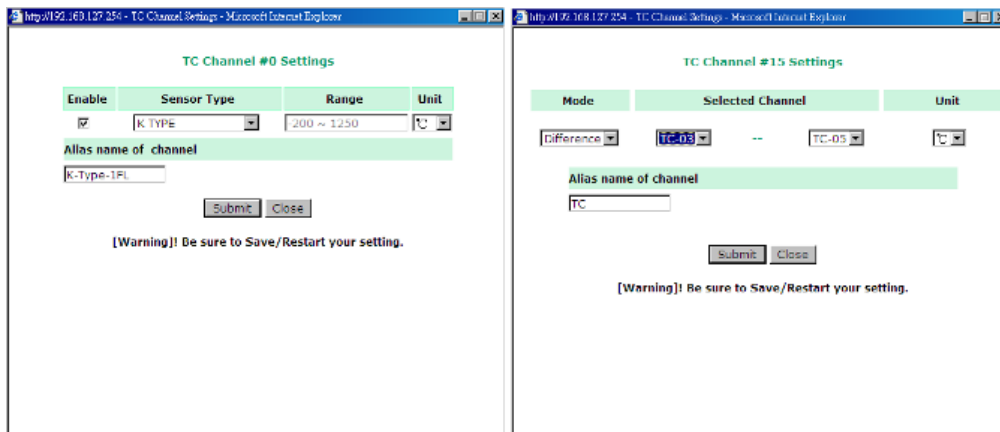 http://192.168.127.254 - TC Channel Settings - Microsoft Internet Explorer
TC Channel #0 Settings
Enable Sensor Type Range Unit
K TYPE -200 ~ 1250 ℃
Alias name of channel
K-Type-1FL
Submit Close
[Warning]! Be sure to Save/Restart your setting.
http://192.168.127.254 - TC Channel Settings - Microsoft Internet Explorer
TC Channel #15 Settings
Mode Selected Channel Unit
Difference TC-03 -- TC-05 ℃
Alias name of channel
TC
Submit Close
[Warning]! Be sure to Save/Restart your setting.